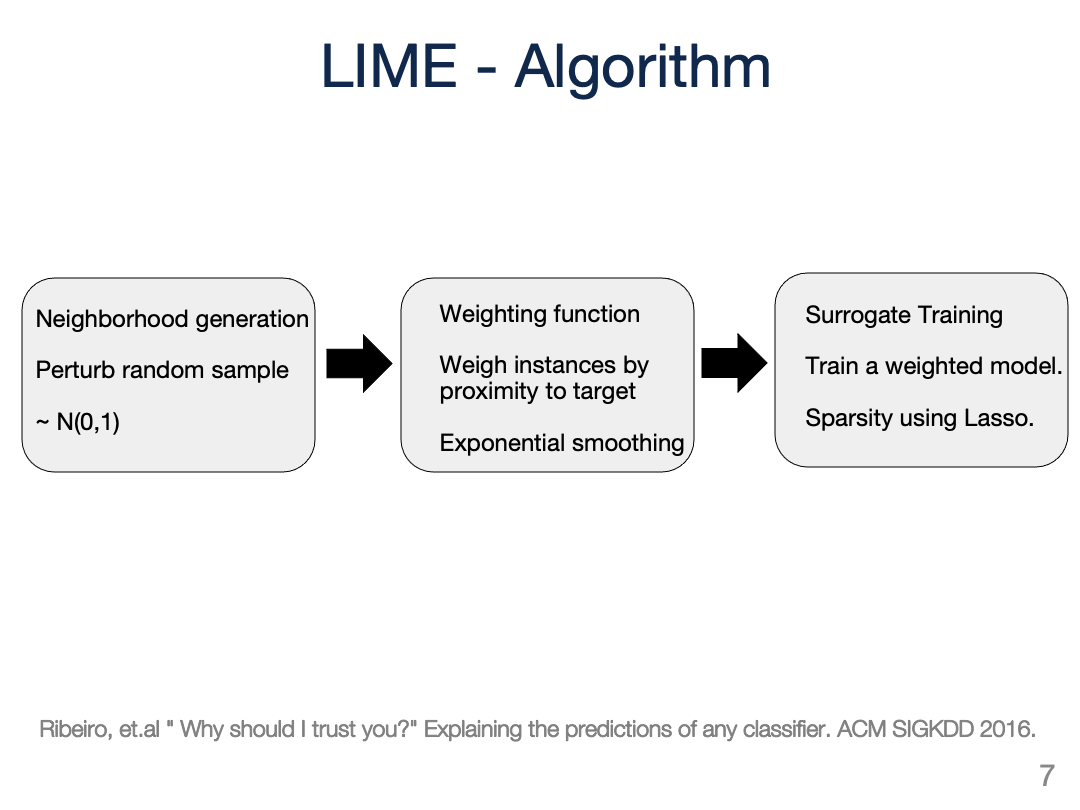 LIME - Algorithm
Neighborhood generation
Perturb random sample
~ N(0,1)
Weighting function
Weigh instances by
proximity to target
Exponential smoothing
Surrogate Training
Train a weighted model.
Sparsity using Lasso.
Ribeiro, et.al " Why should I trust you?" Explaining the predictions of any classifier. ACM SIGKDD 2016.
7